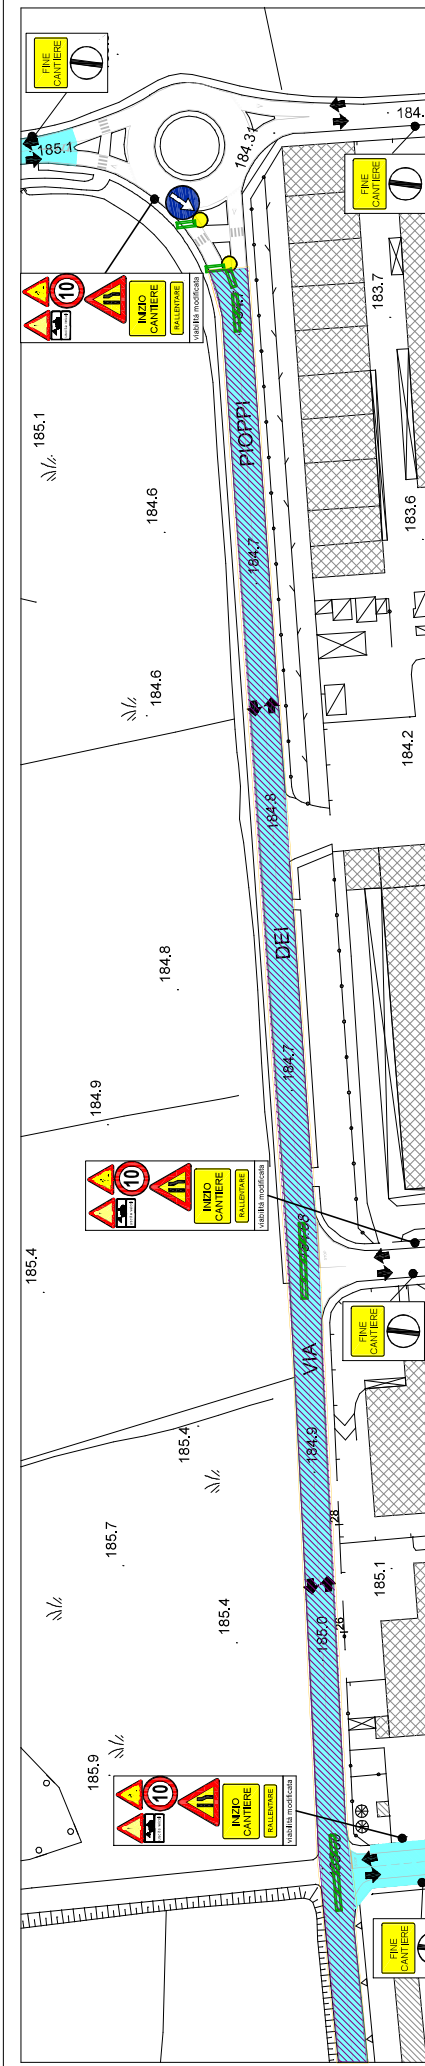 FINE
CANTIERE
185.1
184.31
184.
FINE
CANTIERE
183.7
10
INIZIO
CANTIERE
RALLENTARE
viabilità modificata
185.1
PIOPPI
184.6
183.6
184.7
184.6
184.2
184.8
DEI
184.8
184.7
184.9
10
INIZIO
CANTIERE
RALLENTARE
viabilità modificata
185.4
FINE
CANTIERE
VIA
185.4
184.9
185.7
28
185.1
185.4
185.0
26
185.9
10
INIZIO
CANTIERE
RALLENTARE
viabilità modificata
FINE
CANTIERE